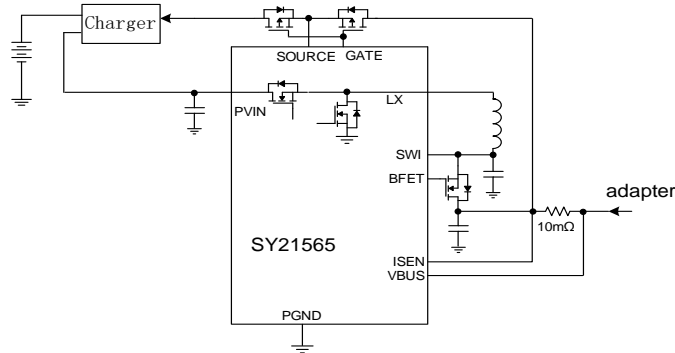 Charger
SOURCE
GATE
PVIN
LX
SWI
BFET
adapter
10mΩ
SY21565
ISEN
VBUS
PGND